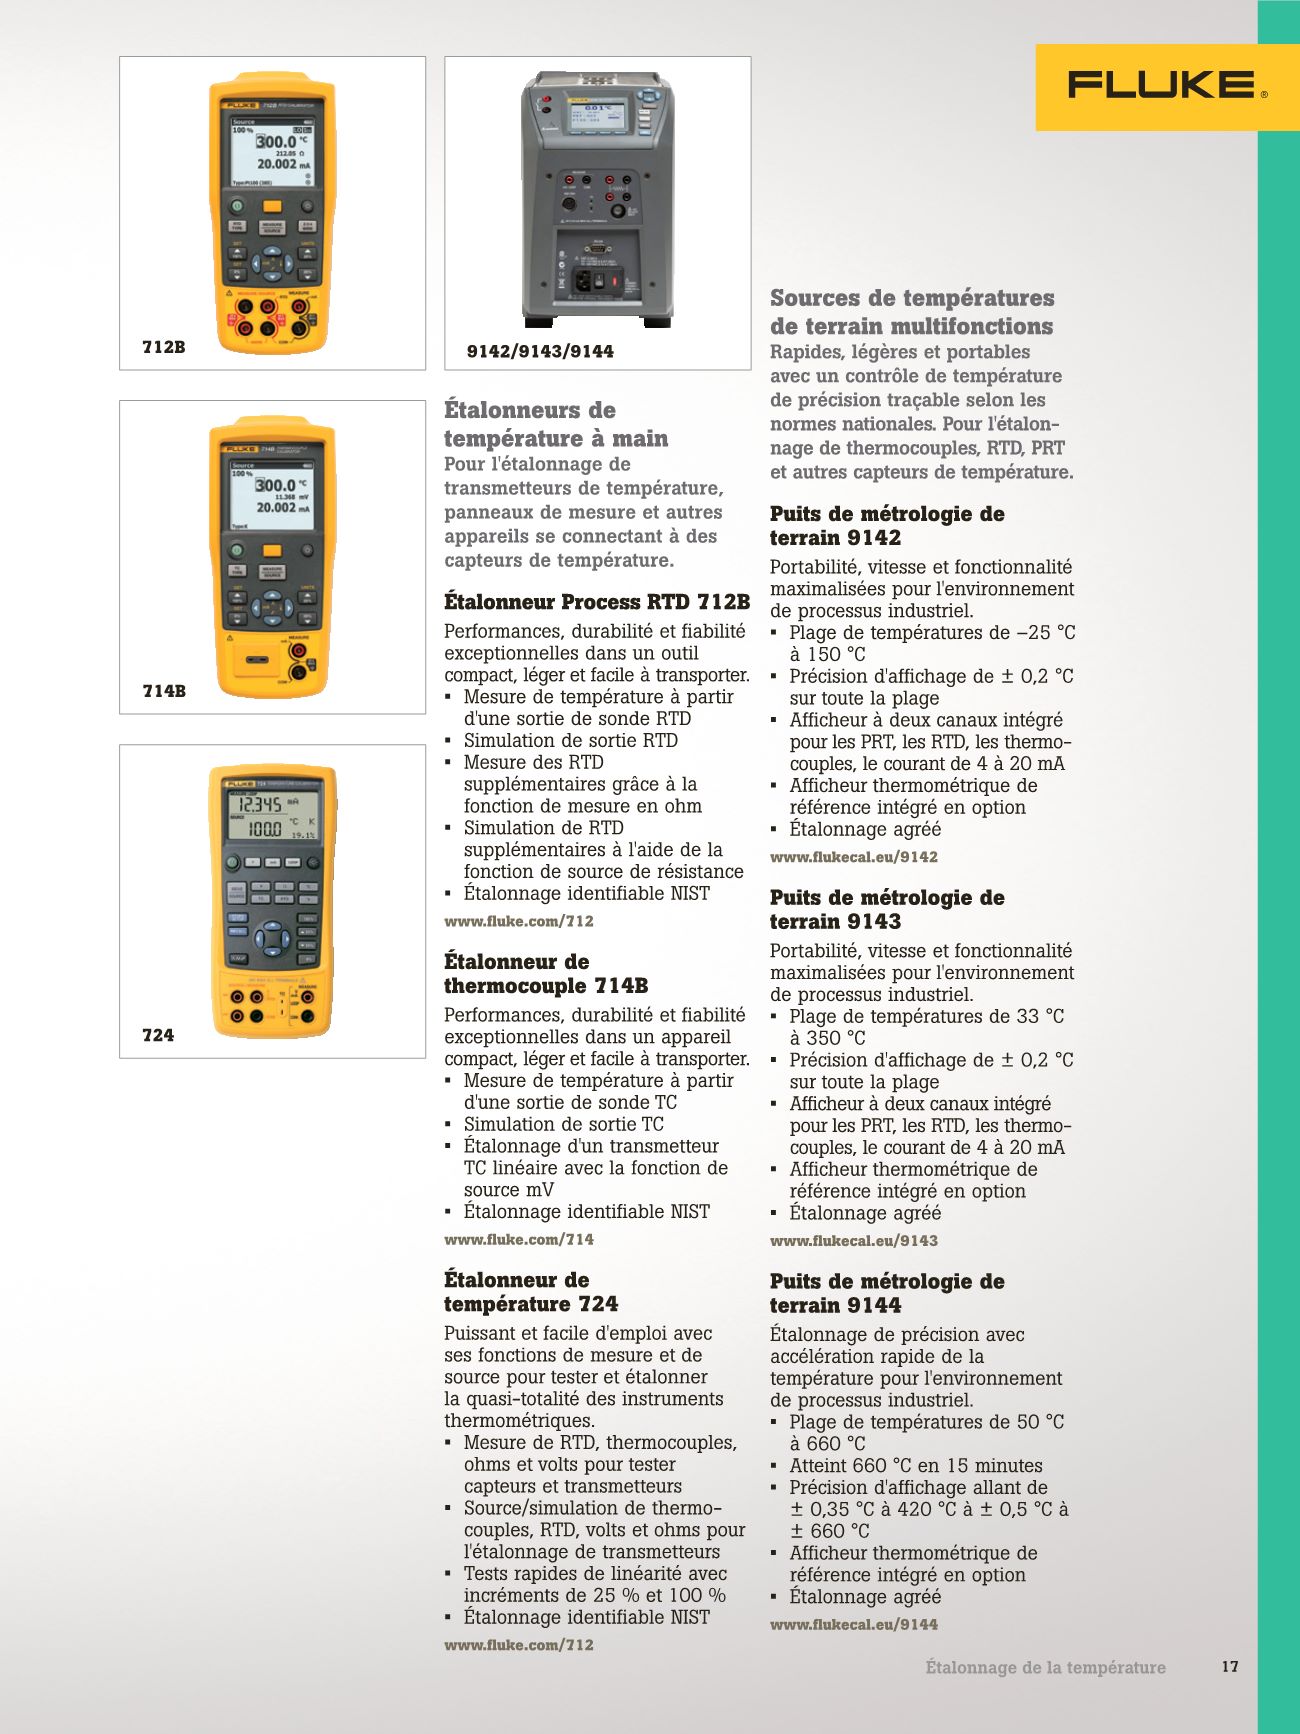 FLUKE®
712B
9142/9143/9144
714B
724
Étalonneurs de
température à main
Pour l'étalonnage de
transmetteurs de température,
panneaux de mesure et autres
appareils se connectant à des
capteurs de température.
Étalonneur Process RTD 712B
Performances, durabilité et fiabilité
exceptionnelles dans un outil
compact, léger et facile à transporter.
▪ Mesure de température à partir
d'une sortie de sonde RTD
▪ Simulation de sortie RTD
▪ Mesure des RTD
supplémentaires grâce à la
fonction de mesure en ohm
▪ Simulation de RTD
supplémentaires à l'aide de la
fonction de source de résistance
▪ Étalonnage identifiable NIST
www.fluke.com/712
Étalonneur de
thermocouple 714B
Performances, durabilité et fiabilité
exceptionnelles dans un appareil
compact, léger et facile à transporter.
▪ Mesure de température à partir
d'une sortie de sonde TC
▪ Simulation de sortie TC
▪ Étalonnage d'un transmetteur
TC linéaire avec la fonction de
source mV
▪ Étalonnage identifiable NIST
www.fluke.com/714
Étalonneur de
température 724
Puissant et facile d'emploi avec
ses fonctions de mesure et de
source pour tester et étalonner
la quasi-totalité des instruments
thermométriques.
▪ Mesure de RTD, thermocouples,
ohms et volts pour tester
capteurs et transmetteurs
▪ Source/simulation de thermo-
couples, RTD, volts et ohms pour
l'étalonnage de transmetteurs
▪ Tests rapides de linéarité avec
incréments de 25 % et 100 %
▪ Étalonnage identifiable NIST
www.fluke.com/712
Sources de températures
de terrain multifonctions
Rapides, légères et portables
avec un contrôle de température
de précision traçable selon les
normes nationales. Pour l'étalon-
nage de thermocouples, RTD, PRT
et autres capteurs de température.
Puits de métrologie de
terrain 9142
Portabilité, vitesse et fonctionnalité
maximalisées pour l'environnement
de processus industriel.
▪ Plage de températures de –25 °C
à 150 °C
▪ Précision d'affichage de ± 0,2 °C
sur toute la plage
▪ Afficheur à deux canaux intégré
pour les PRT, les RTD, les thermo-
couples, le courant de 4 à 20 mA
▪ Afficheur thermométrique de
référence intégré en option
▪ Étalonnage agréé
www.flukecal.eu/9142
Puits de métrologie de
terrain 9143
Portabilité, vitesse et fonctionnalité
maximalisées pour l'environnement
de processus industriel.
▪ Plage de températures de 33 °C
à 350 °C
▪ Précision d'affichage de ± 0,2 °C
sur toute la plage
▪ Afficheur à deux canaux intégré
pour les PRT, les RTD, les thermo-
couples, le courant de 4 à 20 mA
▪ Afficheur thermométrique de
référence intégré en option
▪ Étalonnage agréé
www.flukecal.eu/9143
Puits de métrologie de
terrain 9144
Étalonnage de précision avec
accélération rapide de la
température pour l'environnement
de processus industriel.
▪ Plage de températures de 50 °C
à 660 °C
▪ Atteint 660 °C en 15 minutes
▪ Précision d'affichage allant de
± 0,35 °C à 420 °C à ± 0,5 °C à
± 660 °C
▪ Afficheur thermométrique de
référence intégré en option
▪ Étalonnage agréé
www.flukecal.eu/9144
Étalonnage de la température 17